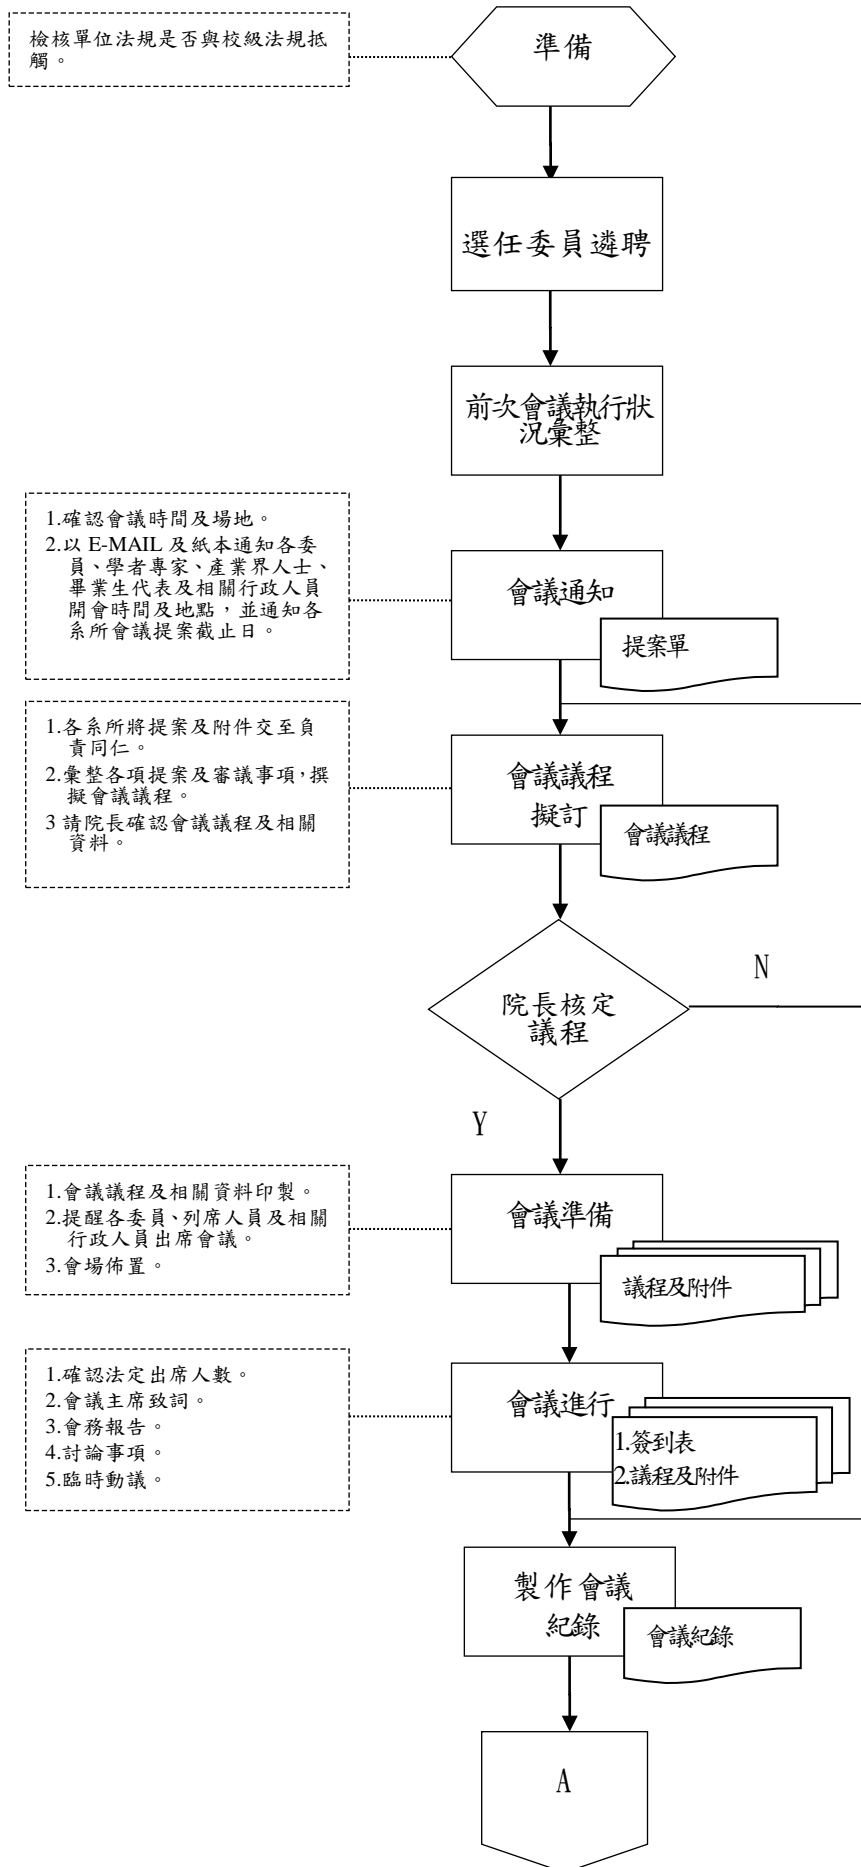 檢核單位法規是否與校級法規抵
觸。
準備
選任委員遴聘
前次會議執行狀
況彙整
1.確認會議時間及場地。
2.以 E-MAIL 及紙本通知各委
員、學者專家、產業界人士、
畢業生代表及相關行政人員
開會時間及地點，並通知各
系所會議提案截止日。
會議通知
提案單
1.各系所將提案及附件交至負
責同仁。
2.彙整各項提案及審議事項，撰
擬會議議程。
3 請院長確認會議議程及相關
資料。
會議議程
擬訂
會議議程
院長核定
議程
N
Y
1.會議議程及相關資料印製。
2.提醒各委員、列席人員及相關
行政人員出席會議。
3.會場佈置。
會議準備
議程及附件
1.確認法定出席人數。
2.會議主席致詞。
3.會務報告。
4.討論事項。
5.臨時動議。
會議進行
1.簽到表
2.議程及附件
製作會議
紀錄
會議紀錄
A